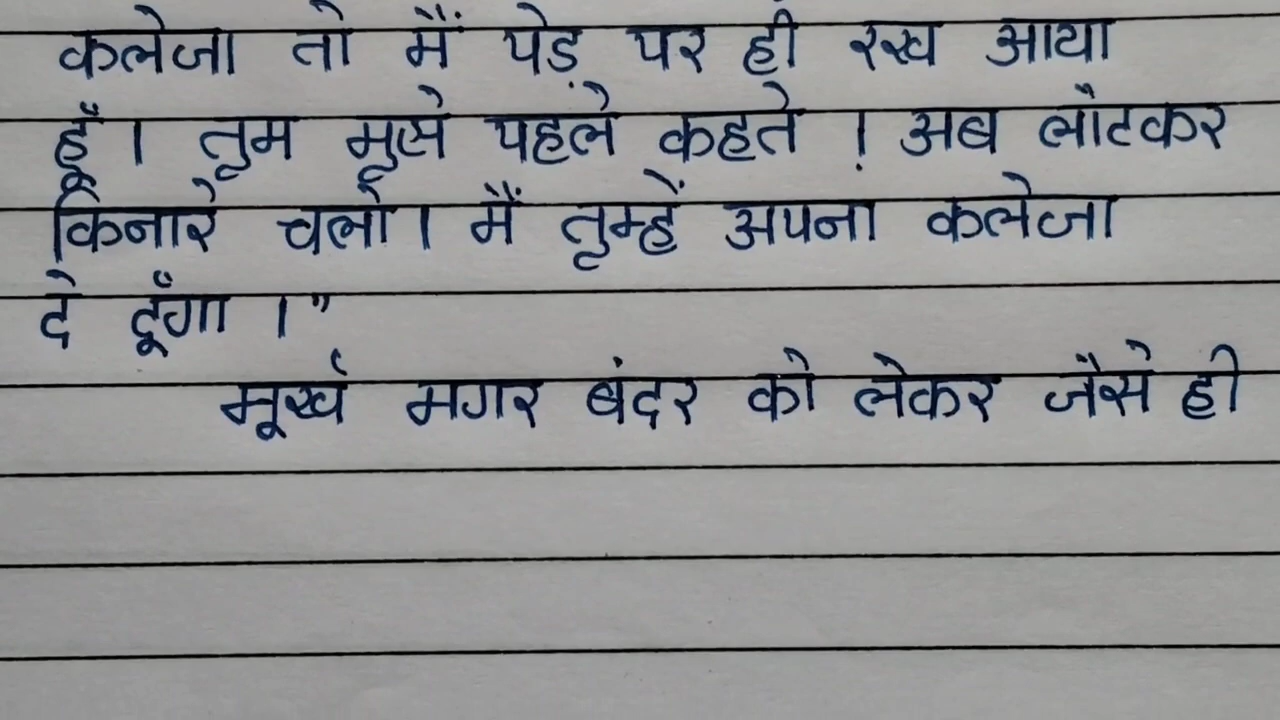 कलेजा तो मैं पेड़ पर ही रख आया
हूँ। तुम मुझे पहले कहते ! अब लौटकर
किनारे चलो। मैं तुम्हें अपना कलेजा
दे दूँगा ।”
मूर्ख मगर बंदर को लेकर जैसे ही